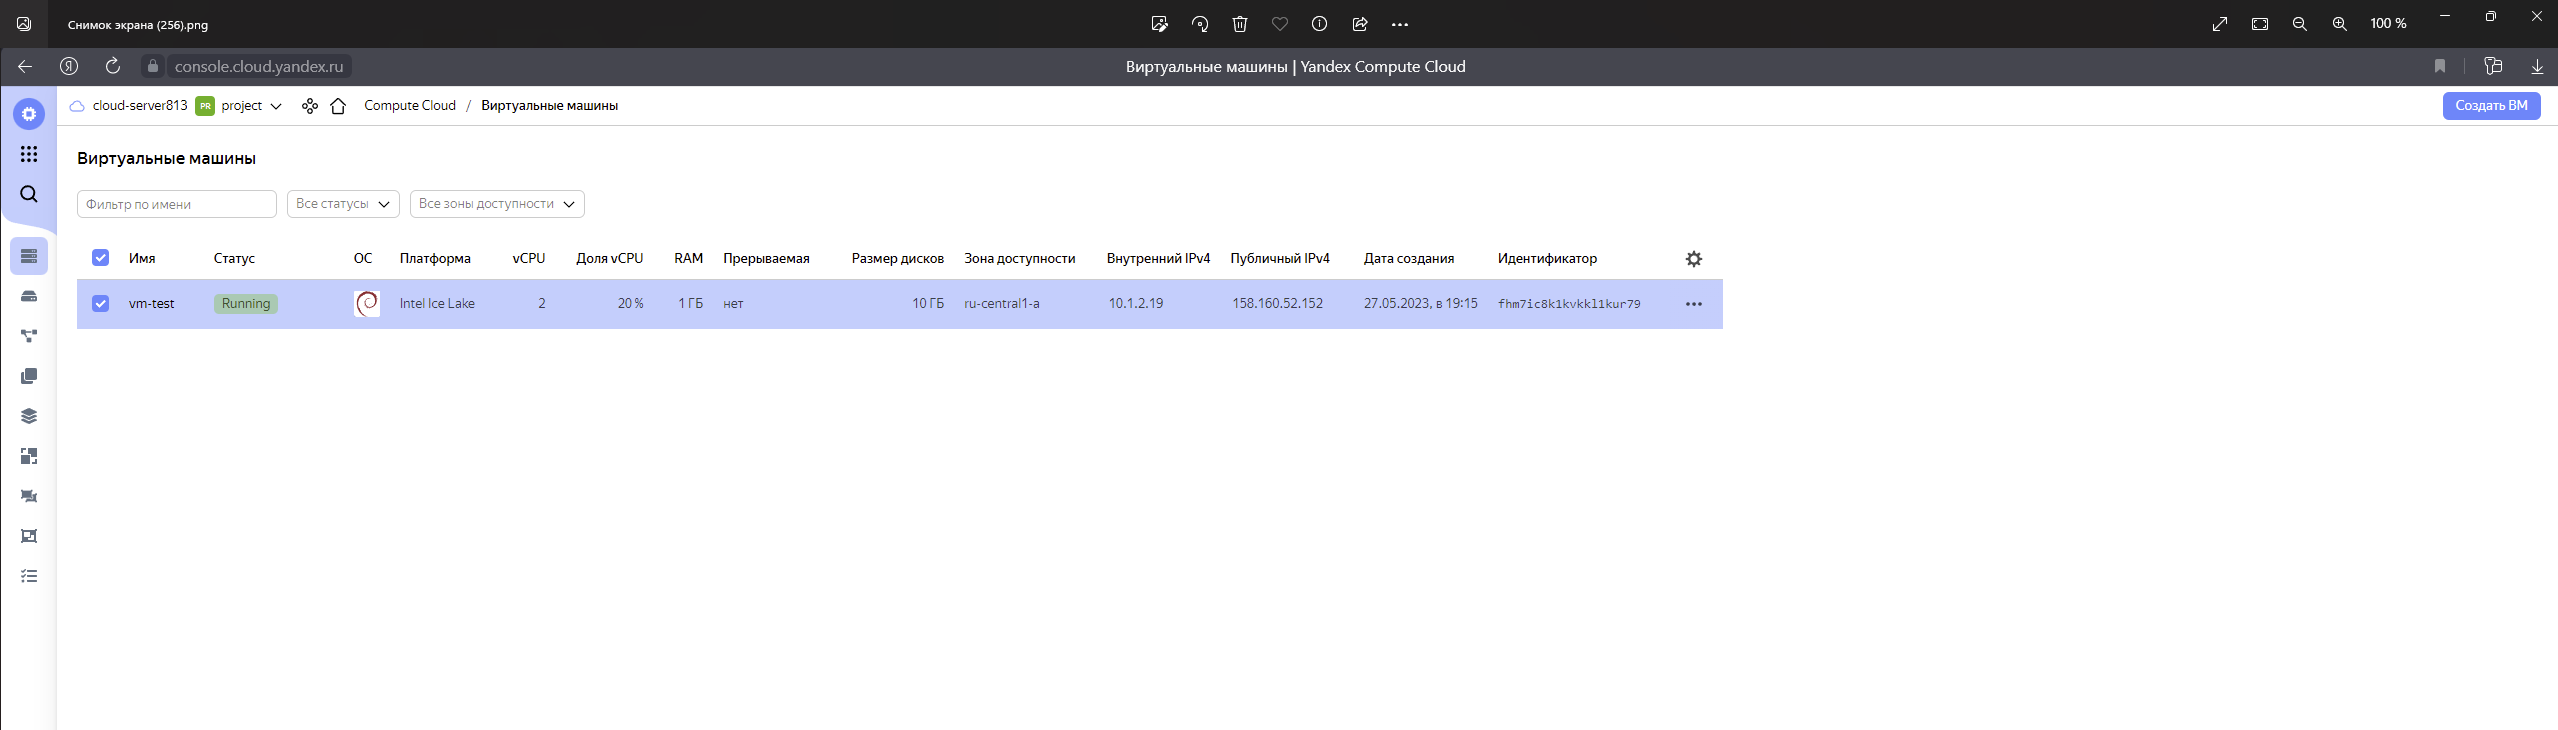 Снимок экрана (256).png
100 %
Я
console.cloud.yandex.ru
Виртуальные машины | Yandex Compute Cloud
cloud-server813 PR project Compute Cloud / Виртуальные машины
Создать ВМ
Виртуальные машины
Фильтр по имени Все статусы Все зоны доступности
Имя Статус ОС Платформа vCPU Доля vCPU RAM Прерываемая Размер дисков Зона доступности Внутренний IPv4 Публичный IPv4 Дата создания Идентификатор
vm-test Running Intel Ice Lake 2 20 % 1 ГБ нет 10 ГБ ru-central1-a 10.1.2.19 158.160.52.152 27.05.2023, в 19:15 fhm7ic8k1kvkkl1kur79